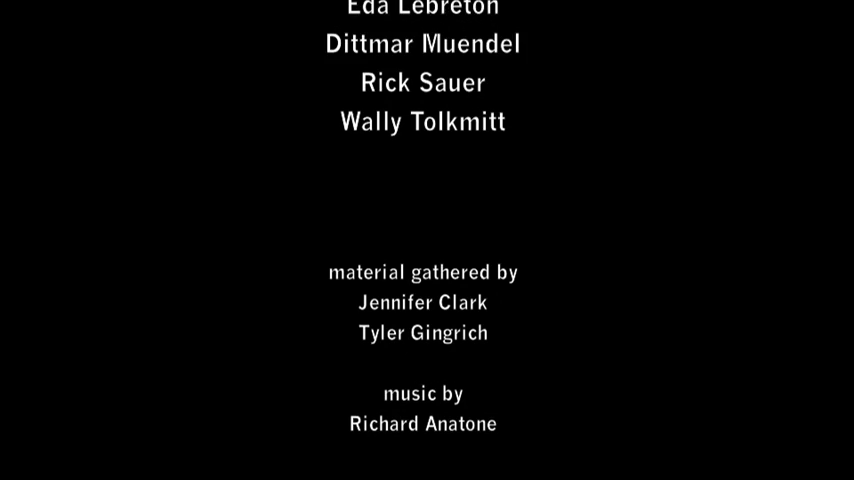 Eda Lebreton
Dittmar Muendel
Rick Sauer
Wally Tolkmitt
material gathered by
Jennifer Clark
Tyler Gingrich
music by
Richard Anatone